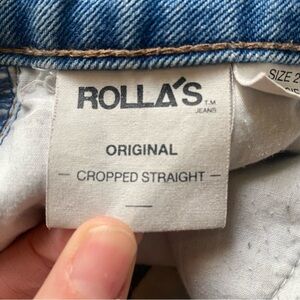 ROLLA'S TM
JEANS
ORIGINAL
- CROPPED STRAIGHT -
SIZE